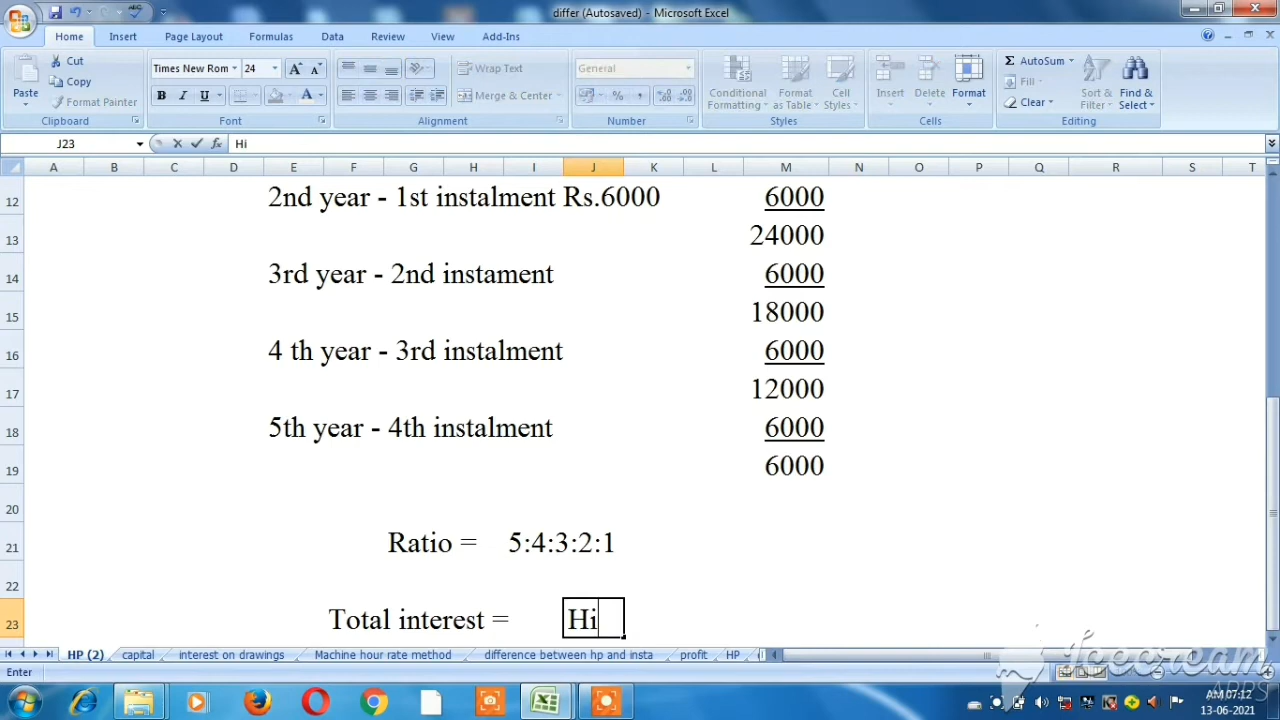 differ (Autosaved) - Microsoft Excel
Home Insert Page Layout Formulas Data Review View Add-Ins
Paste Cut Copy Format Painter Clipboard
Times New Rom 24 B I U A Font
Wrap Text Merge & Center Alignment
General % , Number
Conditional Formatting Format as Table Cell Styles Styles
Insert Delete Format Cells
Σ AutoSum Fill Clear Sort & Filter Find & Select Editing
J23 fx Hi
A B C D E F G H I J K L M N O P Q R S T
12 2nd year - 1st instalment Rs.6000 6000
13 24000
14 3rd year - 2nd instament 6000
15 18000
16 4 th year - 3rd instalment 6000
17 12000
18 5th year - 4th instalment 6000
19 6000
20
21 Ratio = 5:4:3:2:1
22
23 Total interest = Hi
HP (2) capital interest on drawings Machine hour rate method difference between hp and insta profit HP
Enter
Icecream
APPS
AM 07:12
13-06-2021